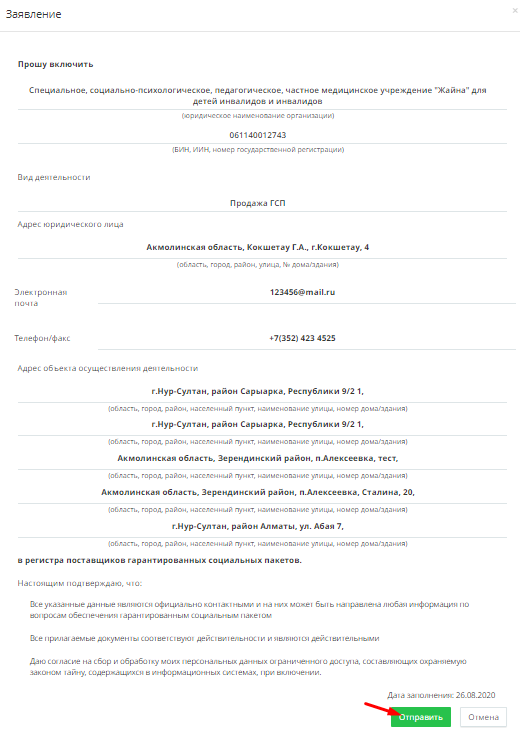 Заявление
×
Прошу включить
Специальное, социально-психологическое, педагогическое, частное медицинское учреждение "Жайна" для
детей инвалидов и инвалидов
(юридическое наименование организации)
061140012743
(БИН, ИИН, номер государственной регистрации)
Вид деятельности
Продажа ГСП
Адрес юридического лица
Акмолинская область, Кокшетау Г.А., г.Кокшетау, 4
(область, город, район, улица, № дома/здания)
Электронная
почта
123456@mail.ru
Телефон/факс
+7(352) 423 4525
Адрес объекта осуществления деятельности
г.Нур-Султан, район Сарыарка, Республики 9/2 1,
(область, город, район, населенный пункт, наименование улицы, номер дома/здания)
г.Нур-Султан, район Сарыарка, Республики 9/2 1,
(область, город, район, населенный пункт, наименование улицы, номер дома/здания)
Акмолинская область, Зерендинский район, п.Алексеевка, тест,
(область, город, район, населенный пункт, наименование улицы, номер дома/здания)
Акмолинская область, Зерендинский район, п.Алексеевка, Сталина, 20,
(область, город, район, населенный пункт, наименование улицы, номер дома/здания)
г.Нур-Султан, район Алматы, ул. Абая 7,
(область, город, район, населенный пункт, наименование улицы, номер дома/здания)
в регистра поставщиков гарантированных социальных пакетов.
Настоящим подтверждаю, что:
Все указанные данные являются официально контактными и на них может быть направлена любая информация по
вопросам обеспечения гарантированным социальным пакетом
Все прилагаемые документы соответствуют действительности и являются действительными
Даю согласие на сбор и обработку моих персональных данных ограниченного доступа, составляющих охраняемую
законом тайну, содержащихся в информационных системах, при включении.
Дата заполнения: 26.08.2020
Отправить
Отмена